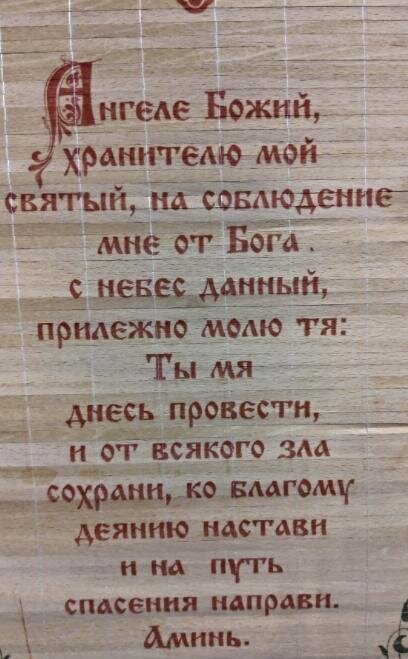 Ангеле Божий,
хранителю мой
святый, на соблюдение
мне от Бога.
с небес данный,
прилежно молю тя:
Ты мя
днесь провести,
и от всякого зла
сохрани, ко благому
деянию настави
и на путь
спасения направи.
Аминь.